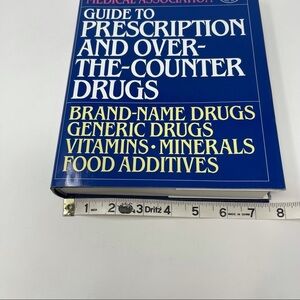 MEDICAL ASSOCIATION
GUIDE TO
PRESCRIPTION
AND OVER-
THE-COUNTER
DRUGS
BRAND-NAME DRUGS
GENERIC DRUGS
VITAMINS · MINERALS
FOOD ADDITIVES
1 2 3 Dritz 4 5 6 7 8